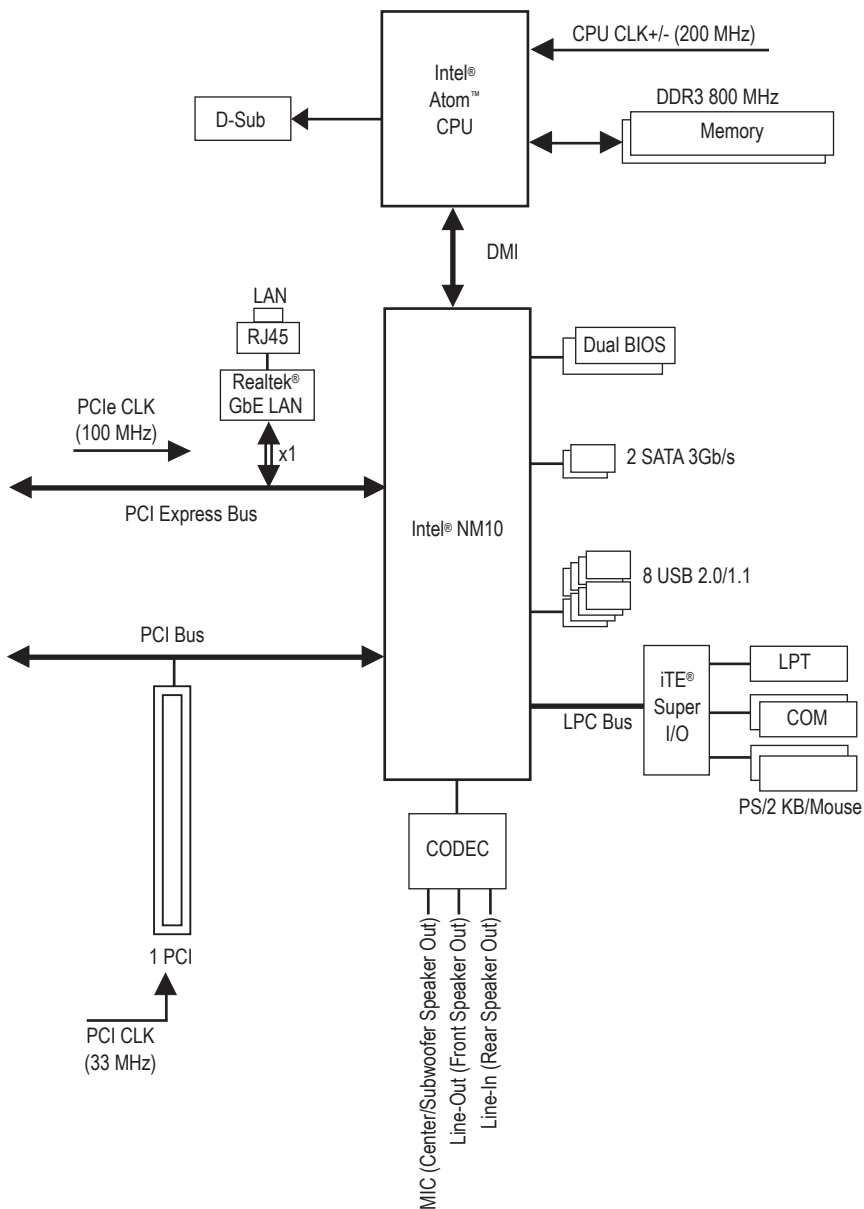 CPU CLK+/- (200 MHz)
Intel®
Atom™
CPU
D-Sub
DDR3 800 MHz
Memory
DMI
LAN
RJ45
Realtek®
GbE LAN
Dual BIOS
PCIe CLK
(100 MHz)
x1
2 SATA 3Gb/s
PCI Express Bus
Intel® NM10
8 USB 2.0/1.1
PCI Bus
iTE®
Super
I/O
LPT
LPC Bus
COM
PS/2 KB/Mouse
CODEC
1 PCI
PCI CLK
(33 MHz)
MIC (Center/Subwoofer Speaker Out)
Line-Out (Front Speaker Out)
Line-In (Rear Speaker Out)